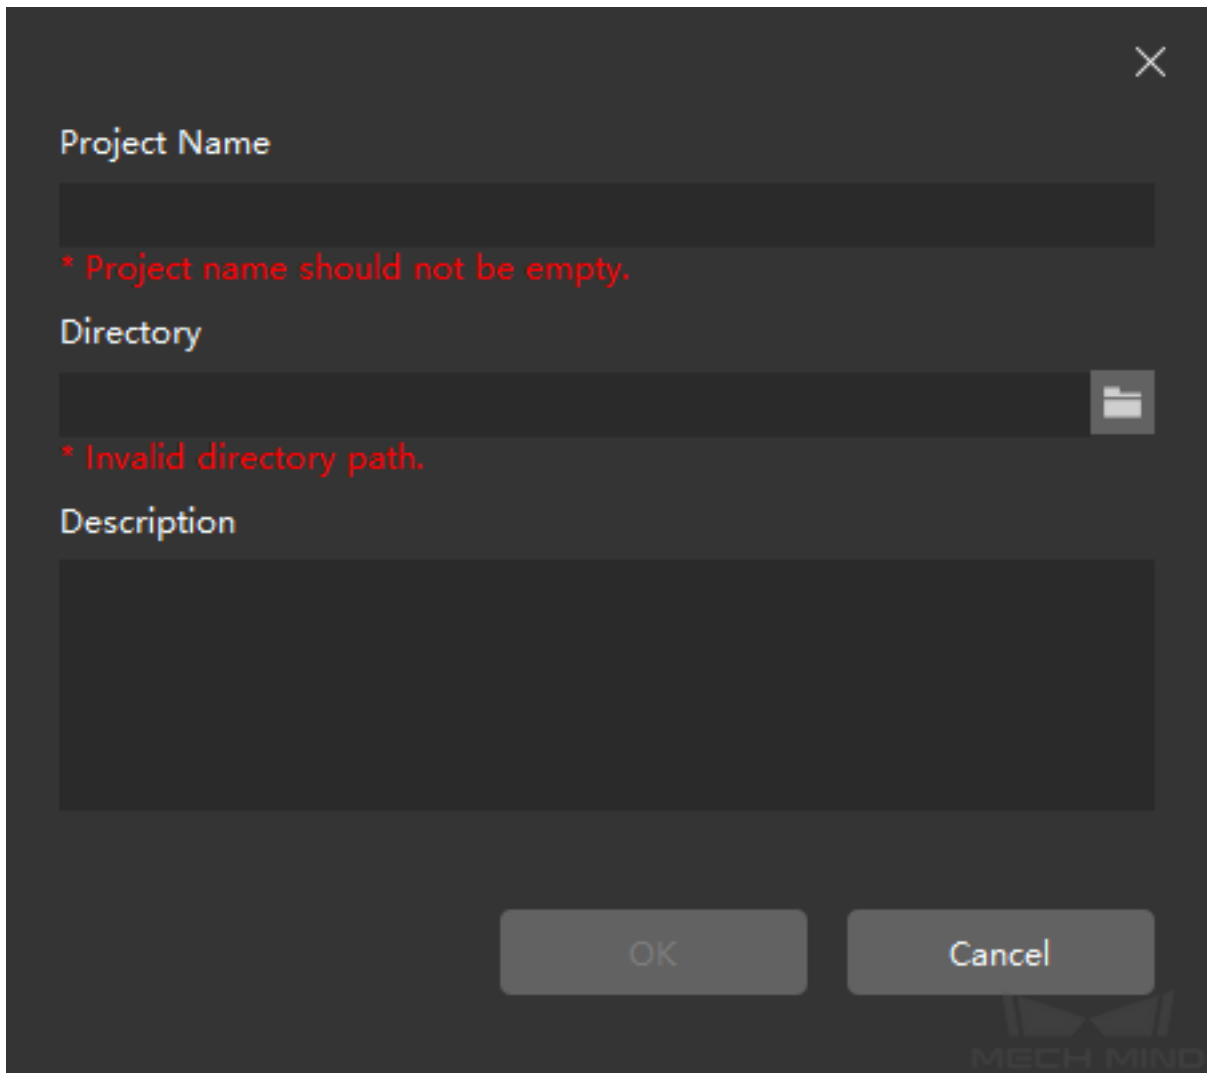 Project Name
* Project name should not be empty.
Directory
* Invalid directory path.
Description
OK
Cancel
MECH MIND